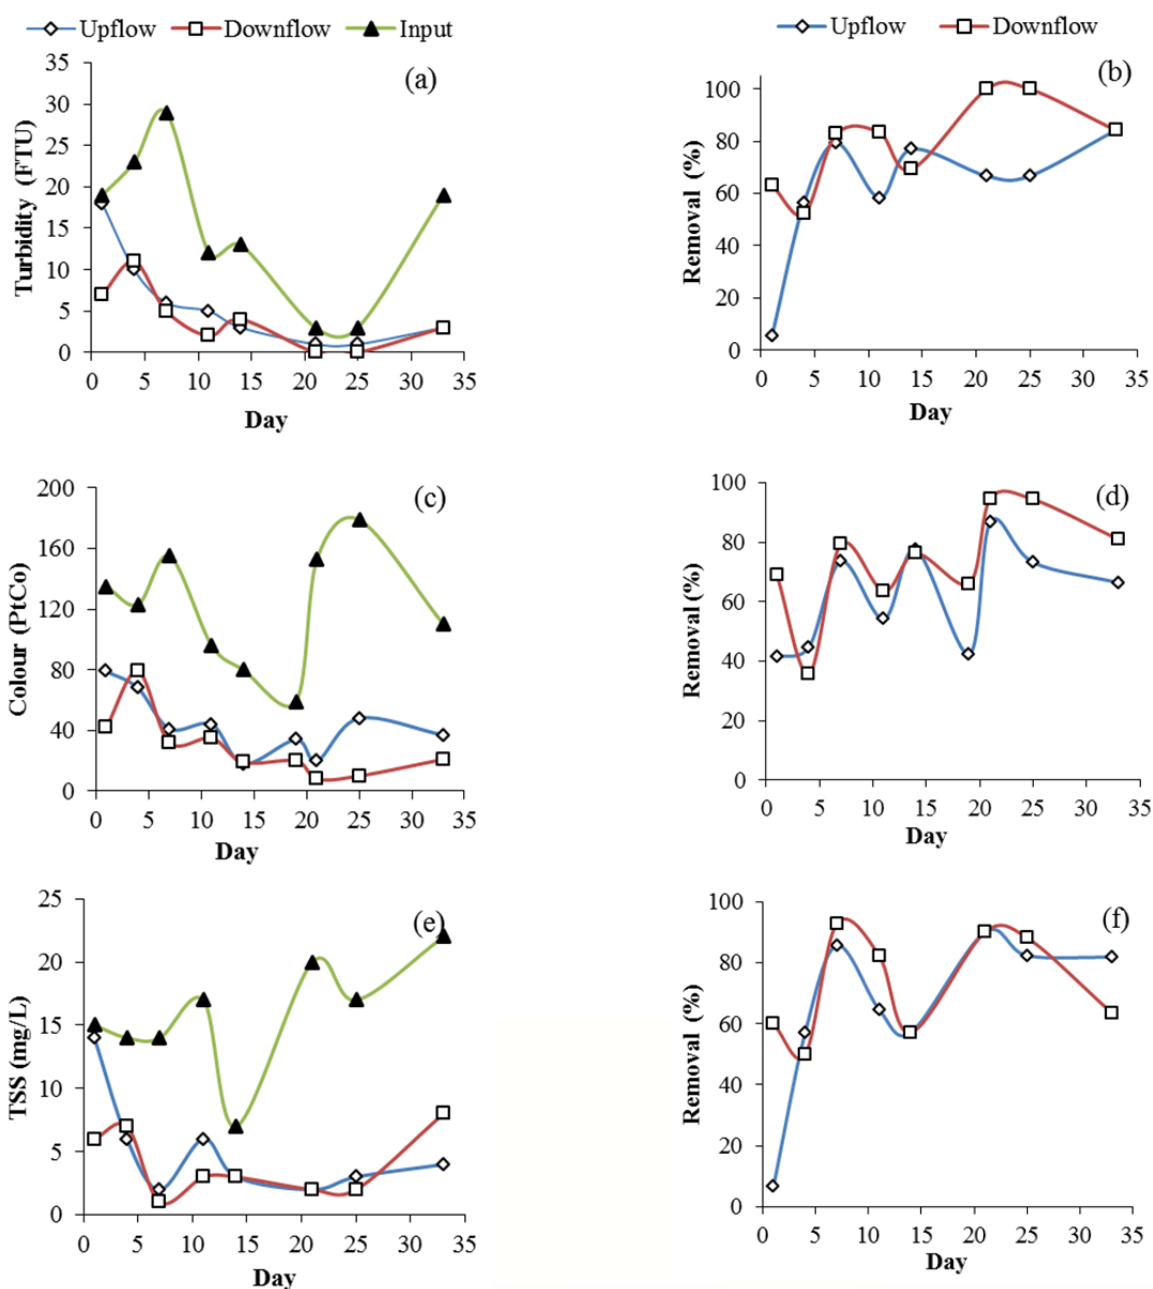 Upflow Downflow Input
(a)
Turbidity (FTU)
35
30
25
20
15
10
5
0
0 5 10 15 20 25 30 35
Day
Upflow Downflow
(b)
Removal (%)
100
80
60
40
20
0
0 5 10 15 20 25 30 35
Day
(c)
Colour (PtCo)
200
160
120
80
40
0
0 5 10 15 20 25 30 35
Day
(d)
Removal (%)
100
80
60
40
20
0
0 5 10 15 20 25 30 35
Day
(e)
TSS (mg/L)
25
20
15
10
5
0
0 5 10 15 20 25 30 35
Day
(f)
Removal (%)
100
80
60
40
20
0
0 5 10 15 20 25 30 35
Day